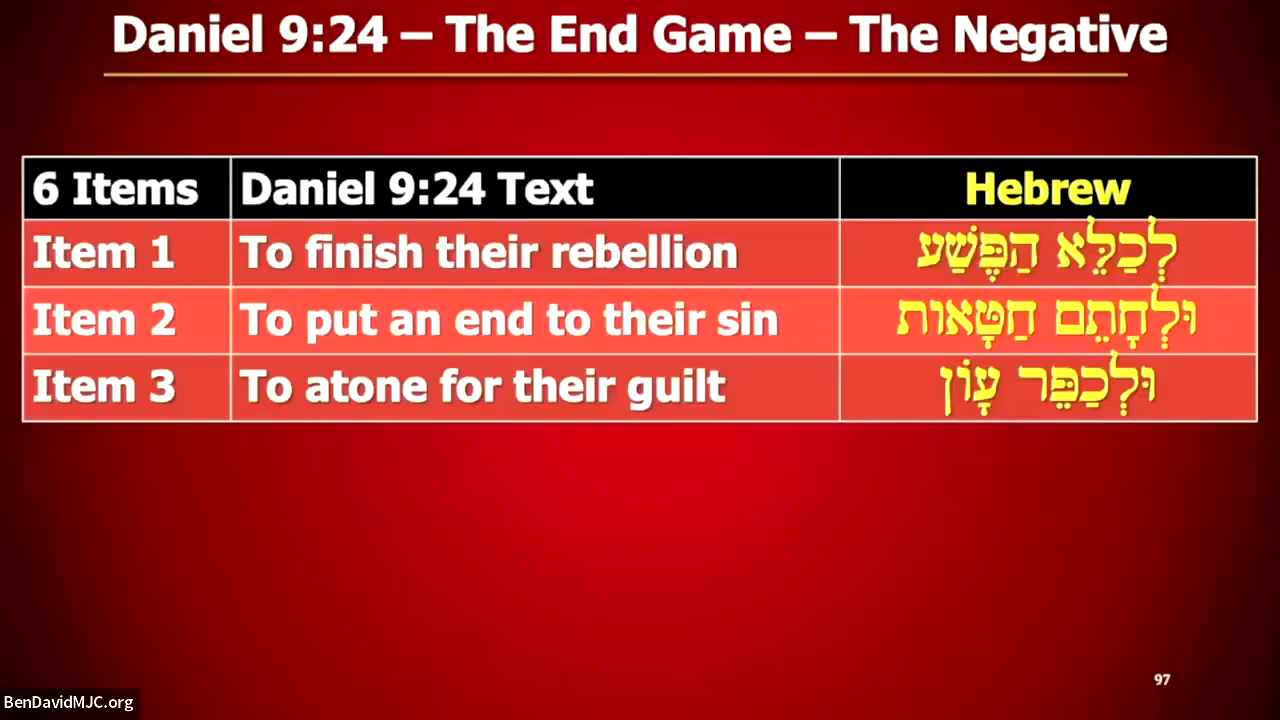 Daniel 9:24 – The End Game – The Negative
6 Items Daniel 9:24 Text Hebrew
Item 1 To finish their rebellion לְכַלֵּא הַפֶּשַׁע
Item 2 To put an end to their sin וּלְחָתֵם חַטָּאות
Item 3 To atone for their guilt וּלְכַפֵּר עָוֹן
97
BenDavidMJC.org